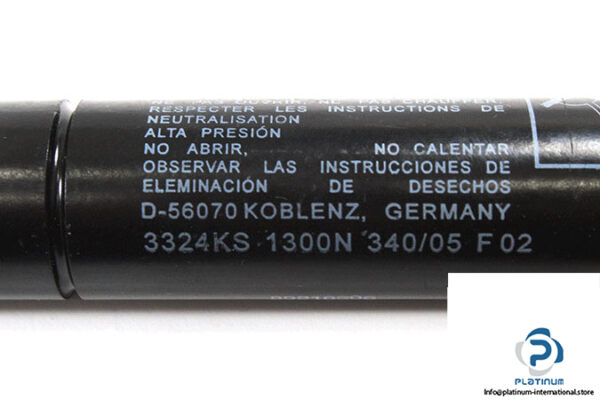 RESPECTER LES INSTRUCTIONS DE
NEUTRALISATION
ALTA PRESIÓN
NO ABRIR, NO CALENTAR
OBSERVAR LAS INSTRUCCIONES DE
ELEMINACIÓN DE DESECHOS
D-56070 KOBLENZ, GERMANY
3324KS 1300N 340/05 F 02
PLATINUM
Info@platinum-international.store